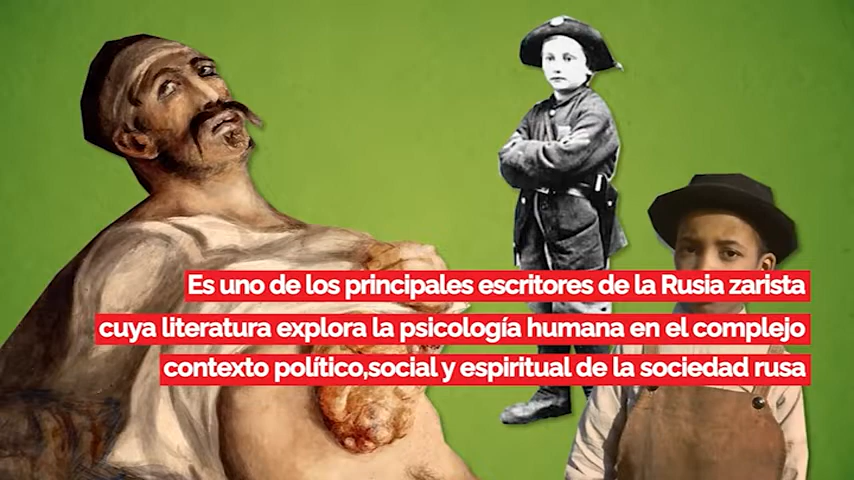 Es uno de los principales escritores de la Rusia zarista
cuya literatura explora la psicología humana en el complejo
contexto político,social y espiritual de la sociedad rusa